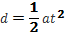 d = 1/2 at²